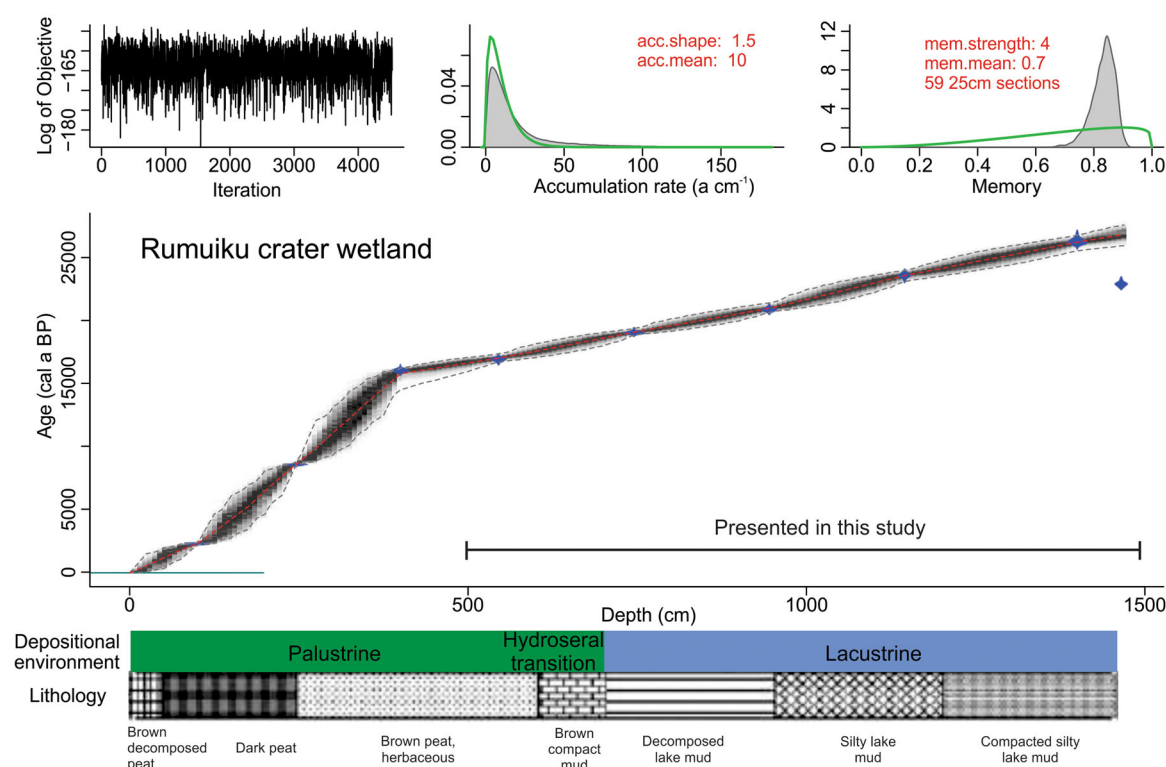 Log of Objective
−165
−180
0
1000
2000
3000
4000
Iteration
0.04
0.00
acc.shape: 1.5
acc.mean: 10
0
50
100
150
Accumulation rate (a cm-1)
12
8
4
0
mem.strength: 4
mem.mean: 0.7
59 25cm sections
0.0
0.2
0.4
0.6
0.8
1.0
Memory
Rumuiku crater wetland
Age (cal a BP)
25000
15000
5000
0
Presented in this study
0
500
1000
1500
Depth (cm)
Depositional
environment
Palustrine
Hydroseral
transition
Lacustrine
Lithology
Brown
decomposed
peat
Dark peat
Brown peat,
herbaceous
Brown
compact
mud
Decomposed
lake mud
Silty lake
mud
Compacted silty
lake mud